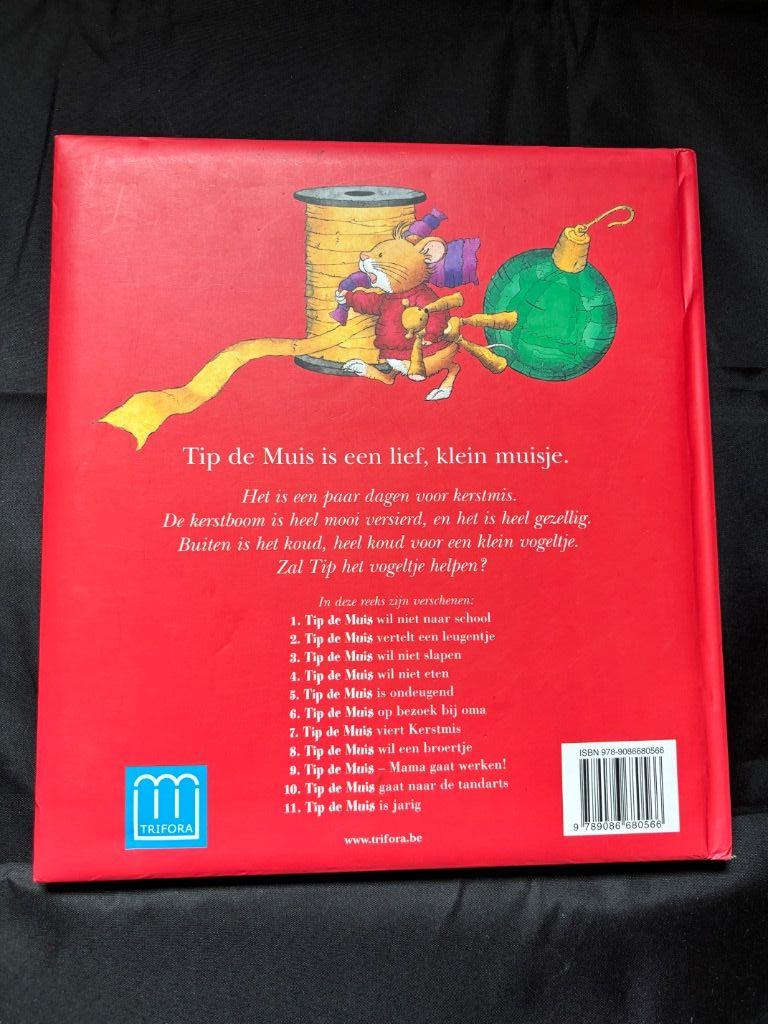 Tip de Muis is een lief, klein muisje.
Het is een paar dagen voor kerstmis.
De kerstboom is heel mooi versierd, en het is heel gezellig.
Buiten is het koud, heel koud voor een klein vogeltje.
Zal Tip het vogeltje helpen?
In deze reeks zijn verschenen:
1. Tip de Muis wil niet naar school
2. Tip de Muis vertelt een leugentje
3. Tip de Muis wil niet slapen
4. Tip de Muis wil niet eten
5. Tip de Muis is ondeugend
6. Tip de Muis op bezoek bij oma
7. Tip de Muis viert Kerstmis
8. Tip de Muis wil een broertje
9. Tip de Muis – Mama gaat werken!
10. Tip de Muis gaat naar de tandarts
11. Tip de Muis is jarig
www.trifora.be
TRIFORA
ISBN 978-9086680566
9 789086 680566